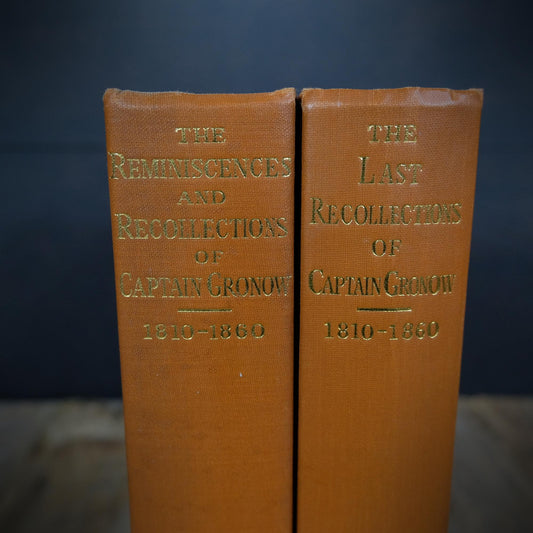 THE
REMINISCENCES
AND
RECOLLECTIONS
OF
CAPTAIN GRONOW
1810-1860
THE
LAST
RECOLLECTIONS
OF
CAPTAIN GRONOW
1810-1860